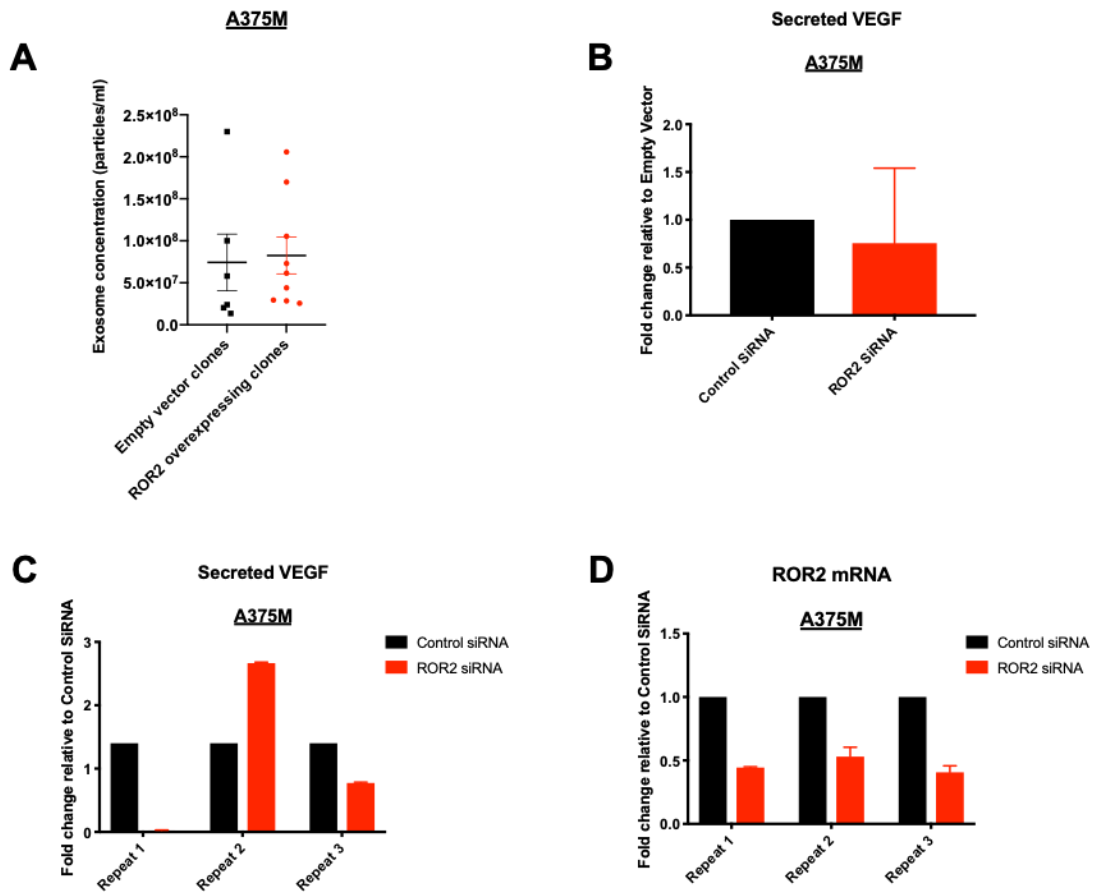 A
A375M
Exosome concentration (particles/ml)
2.5×10⁸
2.0×10⁸
1.5×10⁸
1.0×10⁸
5.0×10⁷
0.0
Empty vector clones
ROR2 overexpressing clones
B
Secreted VEGF
A375M
Fold change relative to Empty Vector
2.0
1.5
1.0
0.5
0.0
Control SiRNA
ROR2 SiRNA
C
Secreted VEGF
A375M
Fold change relative to Control SiRNA
3
2
1
0
Repeat 1
Repeat 2
Repeat 3
Control siRNA
ROR2 siRNA
D
ROR2 mRNA
A375M
Fold change relative to Control SiRNA
1.5
1.0
0.5
0.0
Repeat 1
Repeat 2
Repeat 3
Control siRNA
ROR2 siRNA